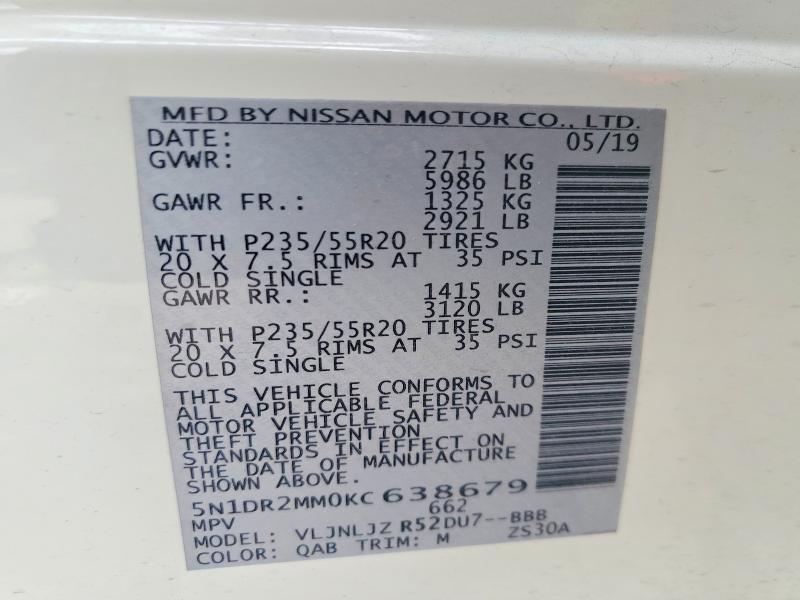 MFD BY NISSAN MOTOR CO., LTD.
DATE: 05/19
GVWR: 2715 KG
5986 LB
GAWR FR.: 1325 KG
2921 LB
WITH P235/55R20 TIRES
20 X 7.5 RIMS AT 35 PSI
COLD SINGLE
GAWR RR.: 1415 KG
3120 LB
WITH P235/55R20 TIRES
20 X 7.5 RIMS AT 35 PSI
COLD SINGLE
THIS VEHICLE CONFORMS TO
ALL APPLICABLE FEDERAL
MOTOR VEHICLE SAFETY AND
THEFT PREVENTION
STANDARDS IN EFFECT ON
THE DATE OF MANUFACTURE
SHOWN ABOVE.
5N1DR2MM0KC638679
MPV 662
MODEL: VLJNLJZ R52DU7--BBB
COLOR: QAB TRIM: M ZS30A